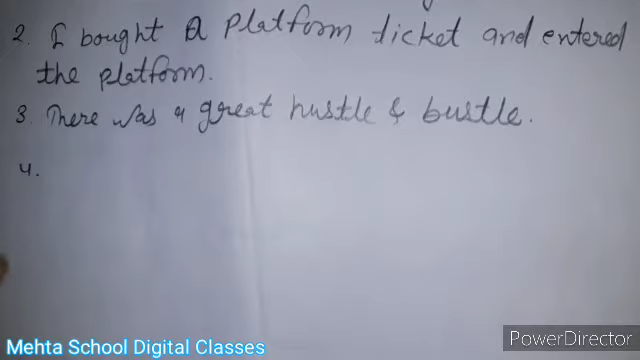 2. I bought a platform ticket and entered
the platform.
3. There was a great hustle & bustle.
4.
Mehta School Digital Classes
PowerDirector